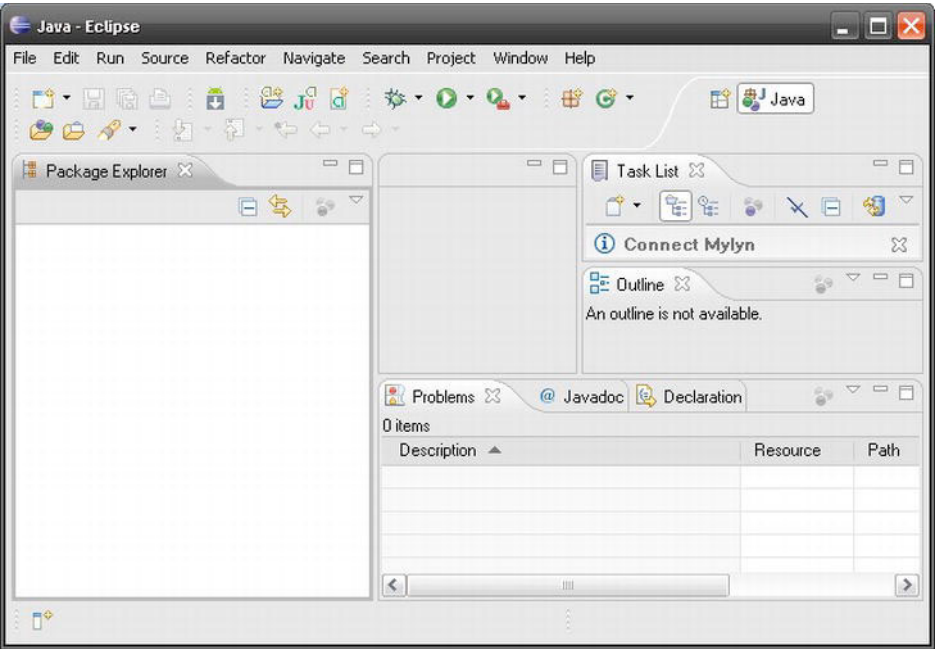 Java - Eclipse
File Edit Run Source Refactor Navigate Search Project Window Help
Java
Package Explorer
Task List
Connect Mylyn
Outline
An outline is not available.
Problems @ Javadoc Declaration
0 items
Description Resource Path